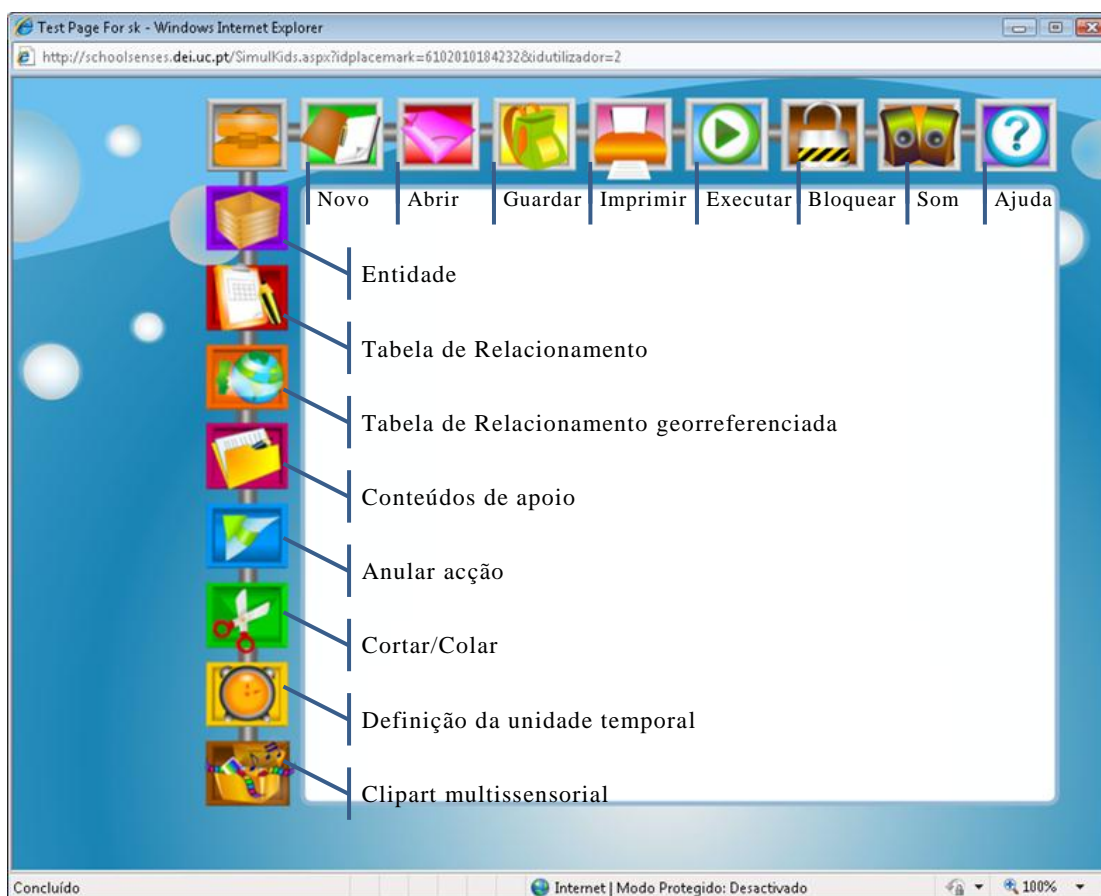 Test Page For sk - Windows Internet Explorer
http://schoolsenses.dei.uc.pt/SimulKids.aspx?idplacemark=6102010184232&idutilizador=2
Novo Abrir Guardar Imprimir Executar Bloquear Som Ajuda
Entidade
Tabela de Relacionamento
Tabela de Relacionamento georreferenciada
Conteúdos de apoio
Anular acção
Cortar/Colar
Definição da unidade temporal
Clipart multissensorial
Concluído Internet | Modo Protegido: Desactivado 100%